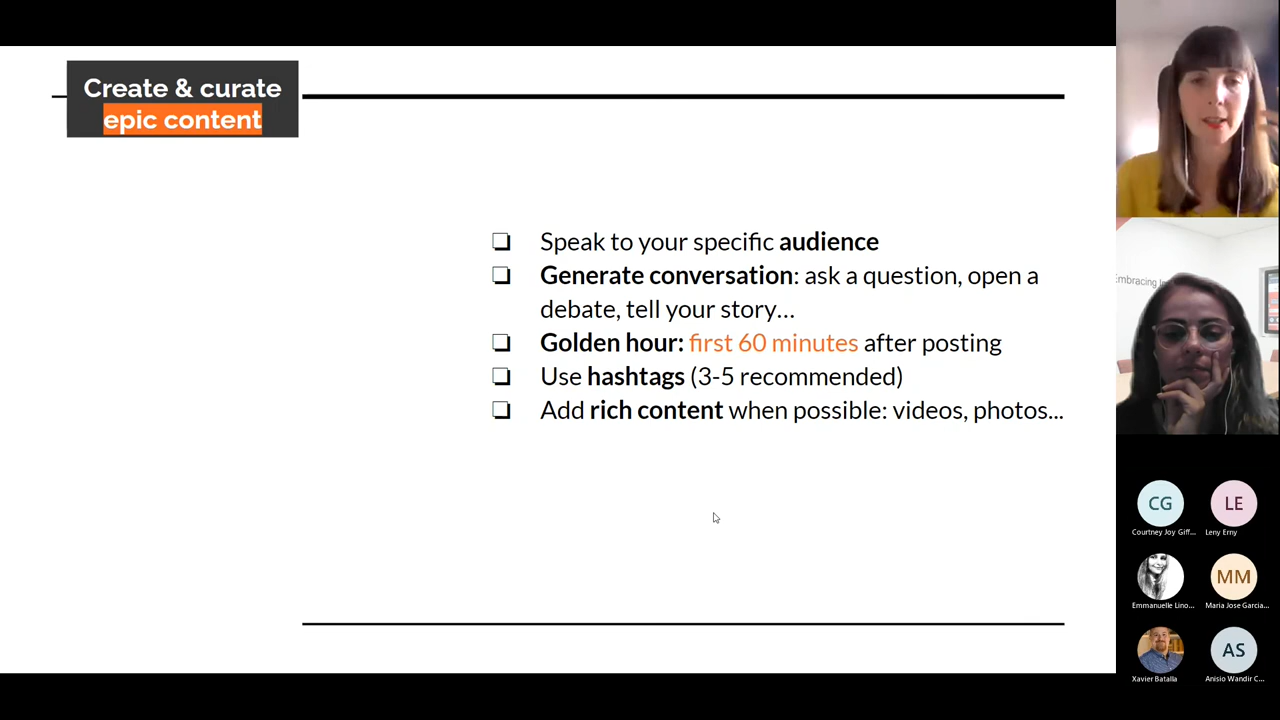 Create & curate
epic content
❏ Speak to your specific audience
❏ Generate conversation: ask a question, open a
debate, tell your story...
❏ Golden hour: first 60 minutes after posting
❏ Use hashtags (3-5 recommended)
❏ Add rich content when possible: videos, photos...
CG
LE
Courtney Joy Giff...
Leny Erny
MM
Emmanuelle Lino...
Maria Jose Garcia...
AS
Xavier Batalla
Anisio Wandir C...